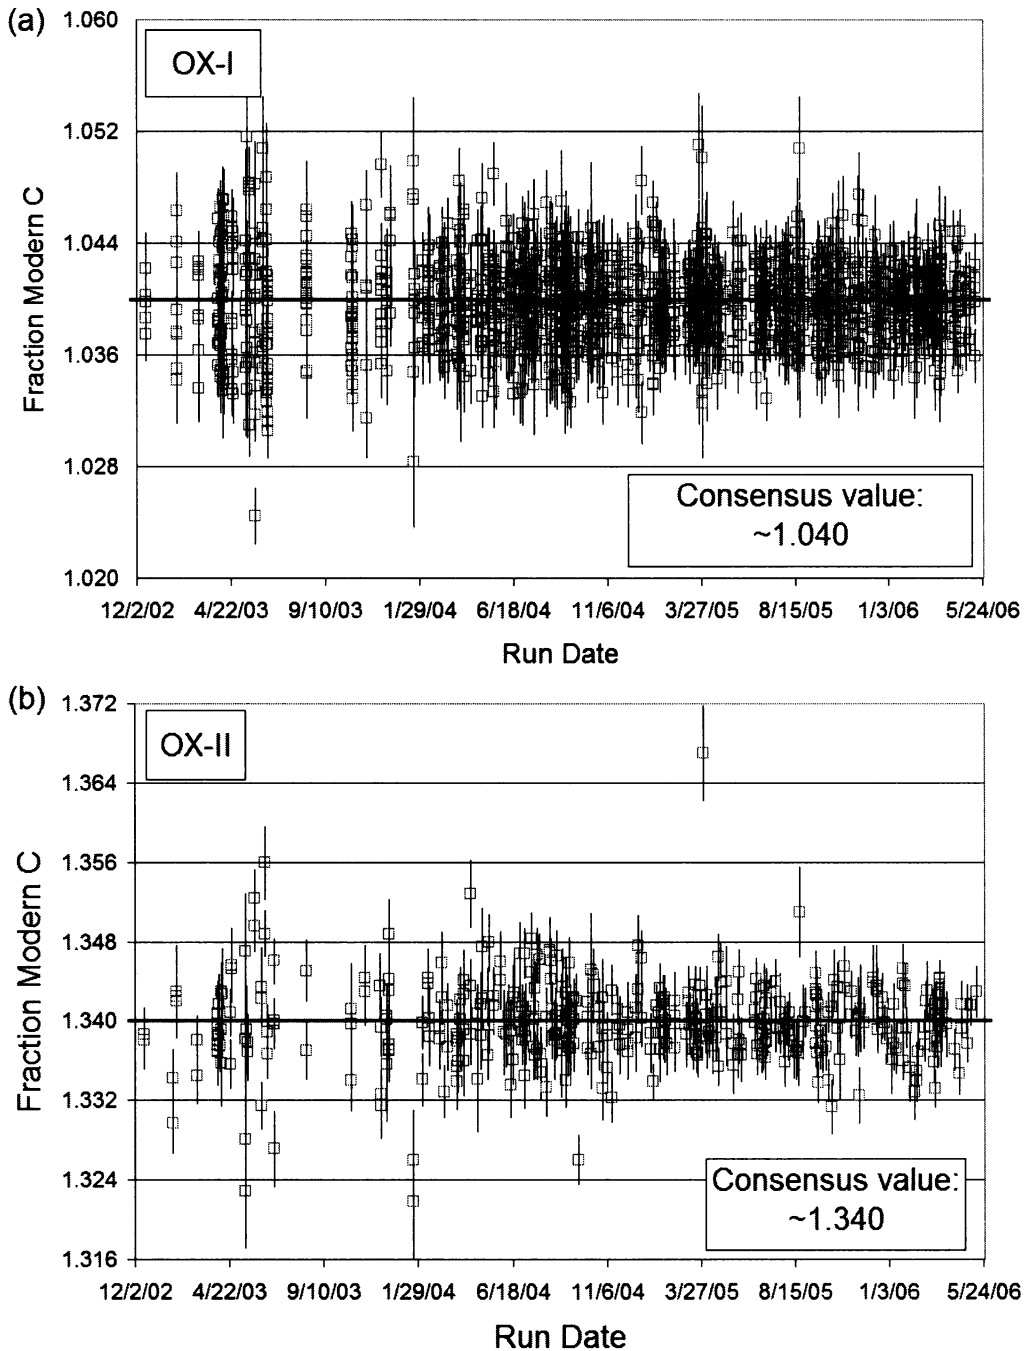 (a)
1.060
OX-I
1.052
1.044
1.036
1.028
1.020
Fraction Modern C
Consensus value:
~1.040
12/2/02 4/22/03 9/10/03 1/29/04 6/18/04 11/6/04 3/27/05 8/15/05 1/3/06 5/24/06
Run Date
(b)
1.372
OX-II
1.364
1.356
1.348
1.340
1.332
1.324
1.316
Fraction Modern C
Consensus value:
~1.340
12/2/02 4/22/03 9/10/03 1/29/04 6/18/04 11/6/04 3/27/05 8/15/05 1/3/06 5/24/06
Run Date